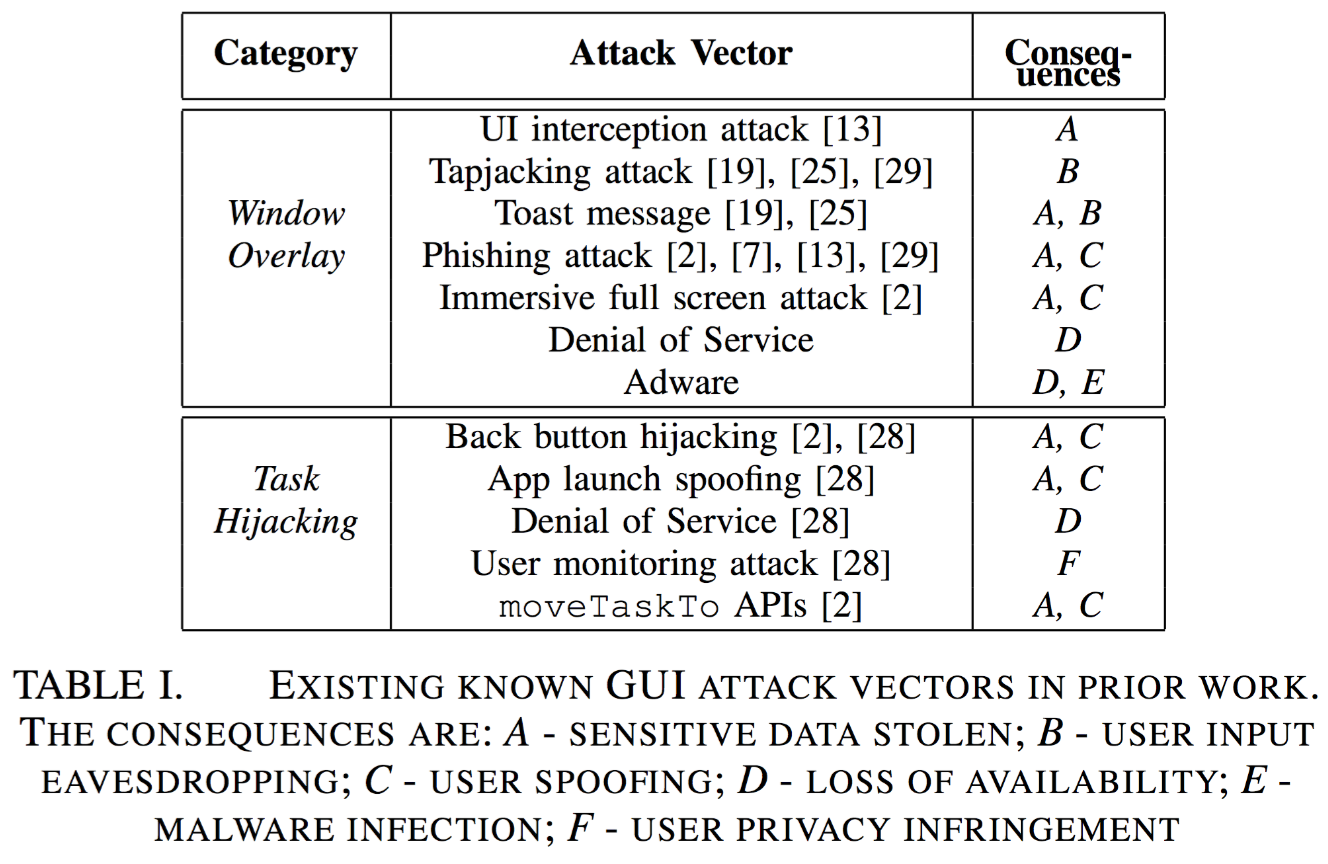 Category Attack Vector Conseq-
uences
UI interception attack [13] A
Tapjacking attack [19], [25], [29] B
Window Toast message [19], [25] A, B
Overlay Phishing attack [2], [7], [13], [29] A, C
Immersive full screen attack [2] A, C
Denial of Service D
Adware D, E
Back button hijacking [2], [28] A, C
Task App launch spoofing [28] A, C
Hijacking Denial of Service [28] D
User monitoring attack [28] F
moveTaskTo APIs [2] A, C
TABLE I. EXISTING KNOWN GUI ATTACK VECTORS IN PRIOR WORK.
THE CONSEQUENCES ARE: A - SENSITIVE DATA STOLEN; B - USER INPUT
EAVESDROPPING; C - USER SPOOFING; D - LOSS OF AVAILABILITY; E -
MALWARE INFECTION; F - USER PRIVACY INFRINGEMENT